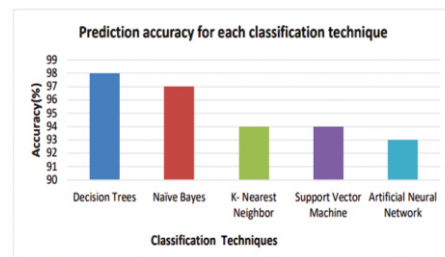 Prediction accuracy for each classification technique
Accuracy(%)
99
98
97
96
95
94
93
92
91
90
Decision Trees
Naïve Bayes
K- Nearest
Neighbor
Support Vector
Machine
Artificial Neural
Network
Classification Techniques